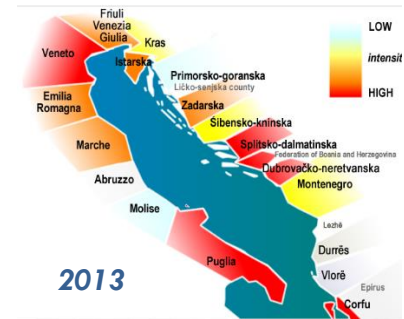 Friuli
Venezia
Giulia
Kras
Veneto
Istarska
Primorsko-goranska
Ličko-senjska county
Emilia
Romagna
Zadarska
Šibensko-kninska
Marche
Splitsko-dalmatinska
Federation of Bosnia and Herzegovina
Dubrovačko-neretvanska
Abruzzo
Montenegro
Molise
Lezhë
Durrës
Puglia
Vlorë
Epirus
Corfu
2013
LOW
intensit
HIGH